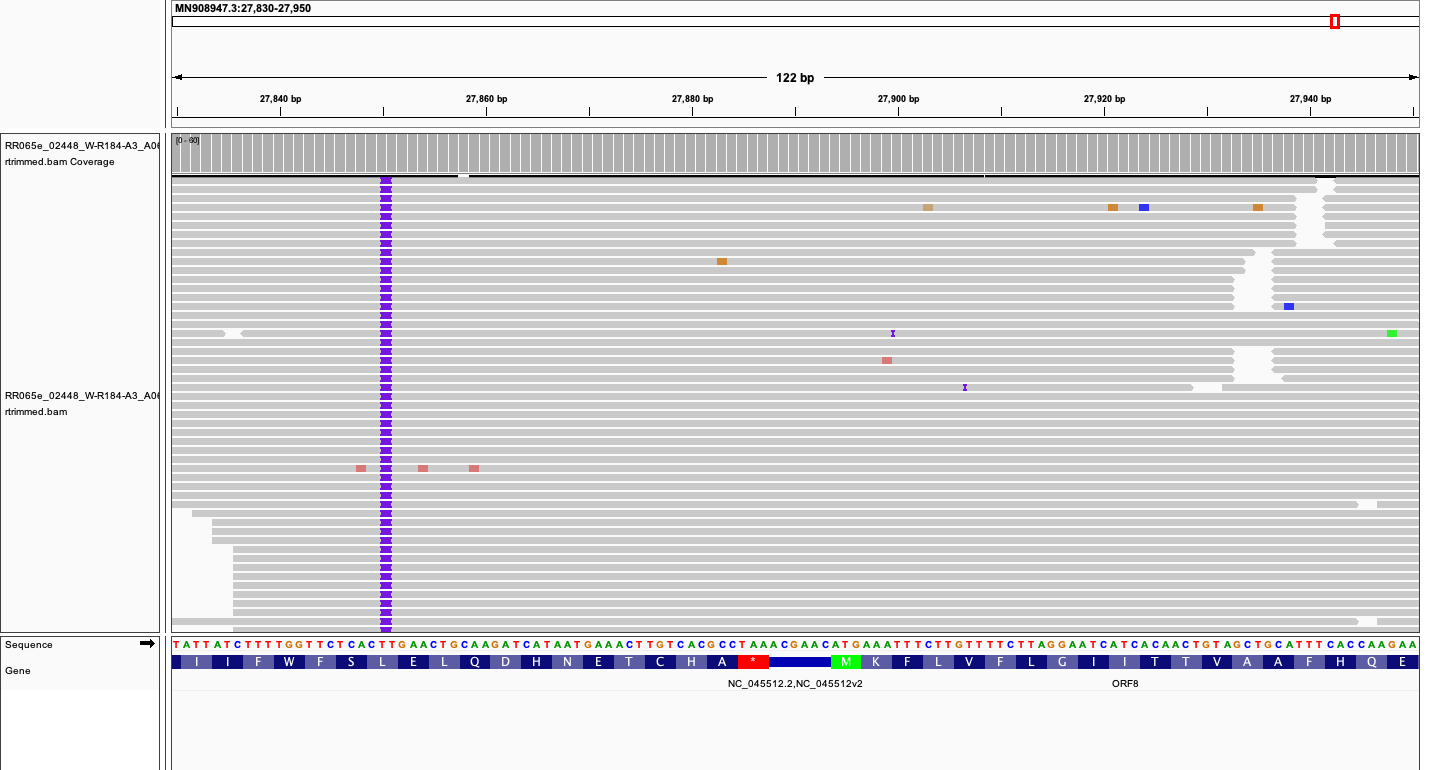 MN908947.3:27,830-27,950
122 bp
27,840 bp 27,860 bp 27,880 bp 27,900 bp 27,920 bp 27,940 bp
[0 - 60]
RR065e_02448_W-R184-A3_A0
rtrimmed.bam Coverage
RR065e_02448_W-R184-A3_A0
rtrimmed.bam
Sequence TATTATCTTTTGGTTCTCACTTGAACTGCAAGATCATAATGAAACTTGTCACGCCTAAACGAACATGAAATTTCTTGTTTTCTTAGGAATCATCACAACTGTAGCTGCATTTCACCAAGAA
Gene I I F W F S L E L Q D H N E T C H A * M K F L V F L G I I T T V A A F H Q E
NC_045512.2,NC_045512v2 ORF8